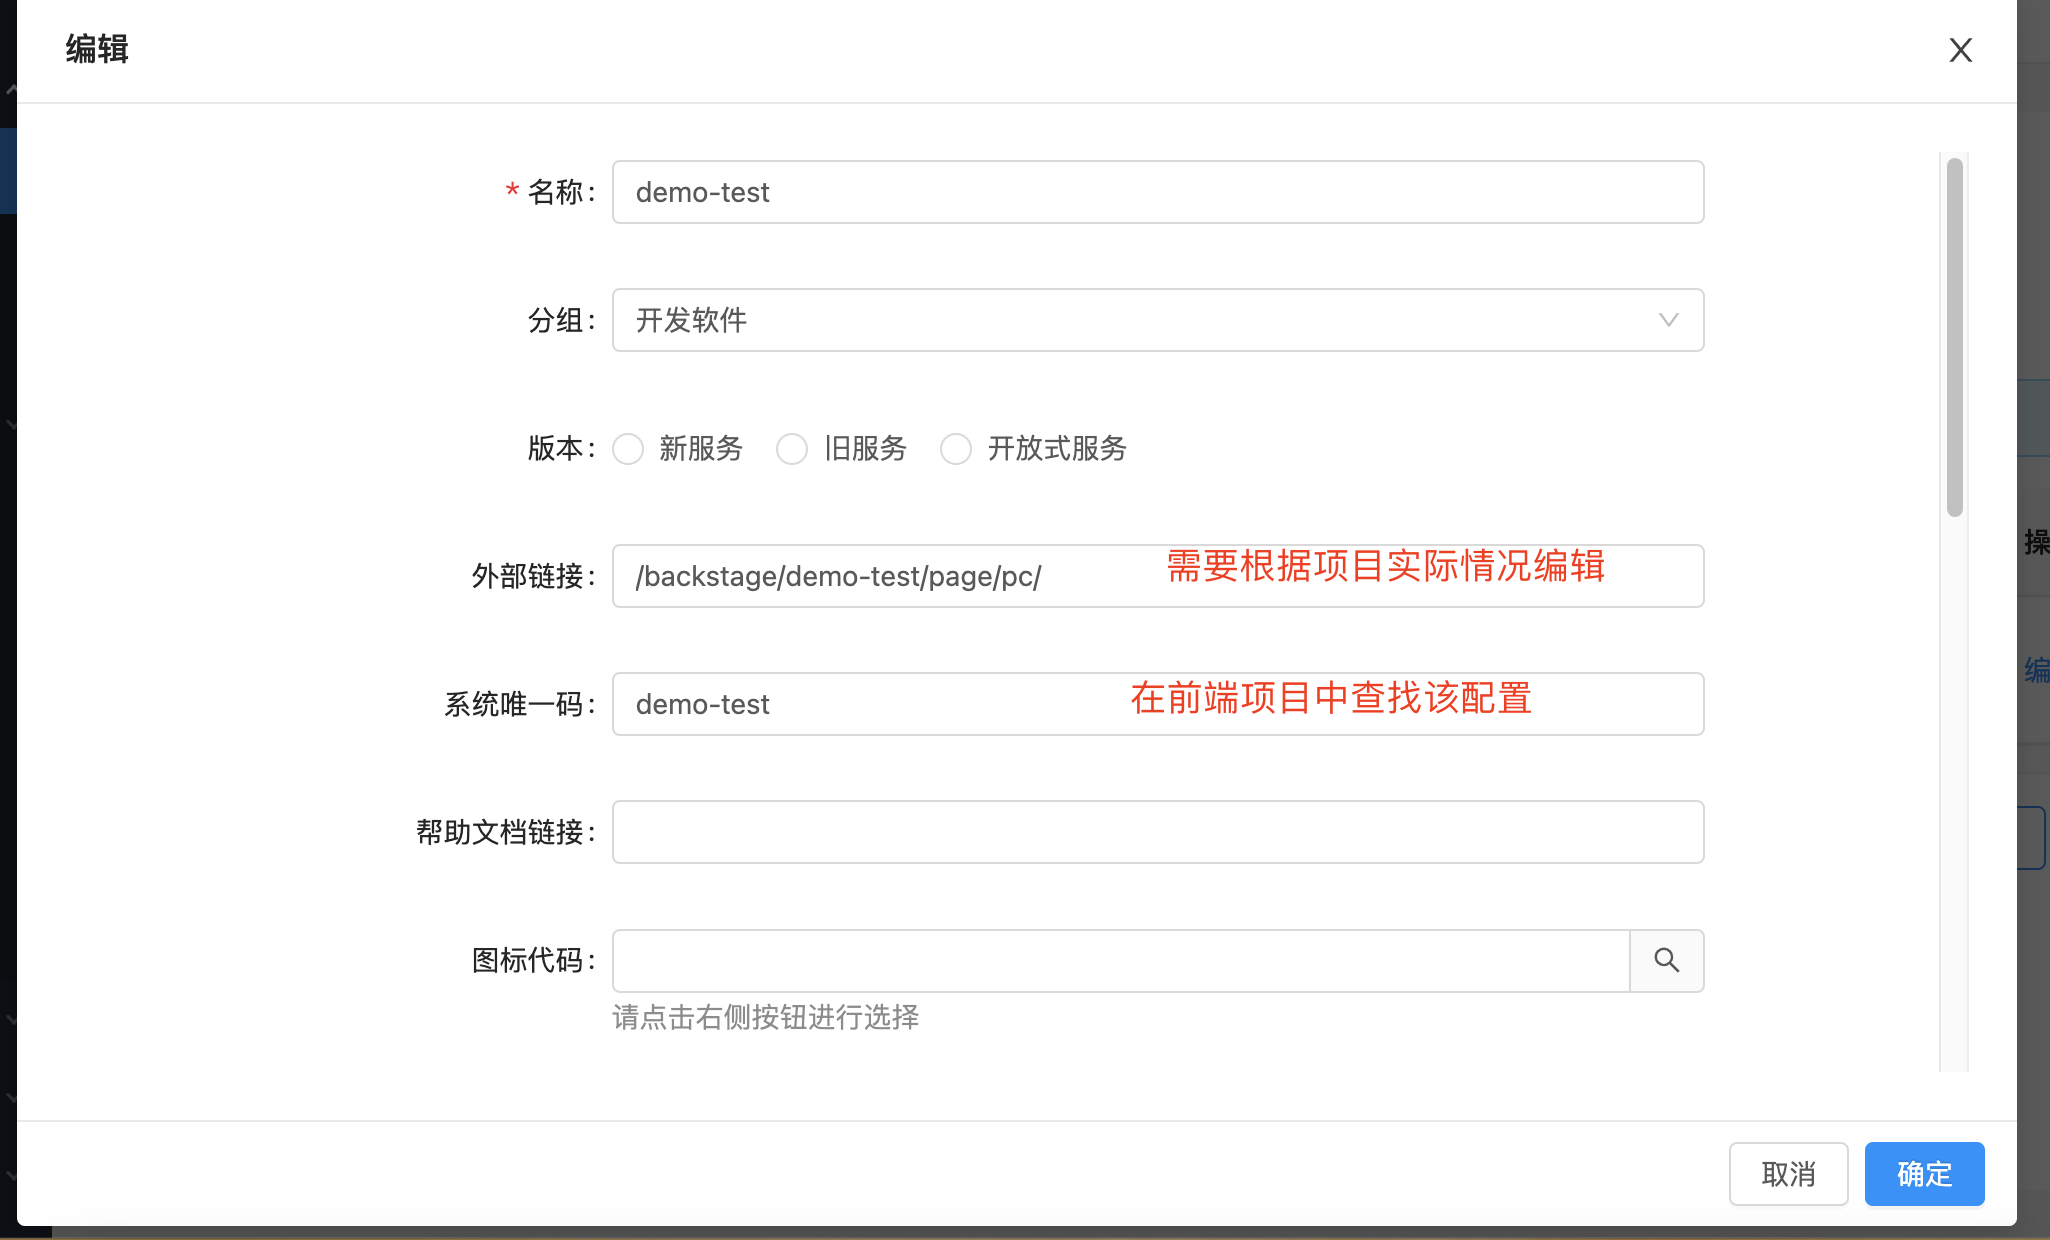 编辑
* 名称: demo-test
分组: 开发软件
版本: 新服务 旧服务 开放式服务
外部链接: /backstage/demo-test/page/pc/ 需要根据项目实际情况编辑
操
系统唯一码: demo-test 在前端项目中查找该配置
编
帮助文档链接:
图标代码:
请点击右侧按钮进行选择
取消 确定